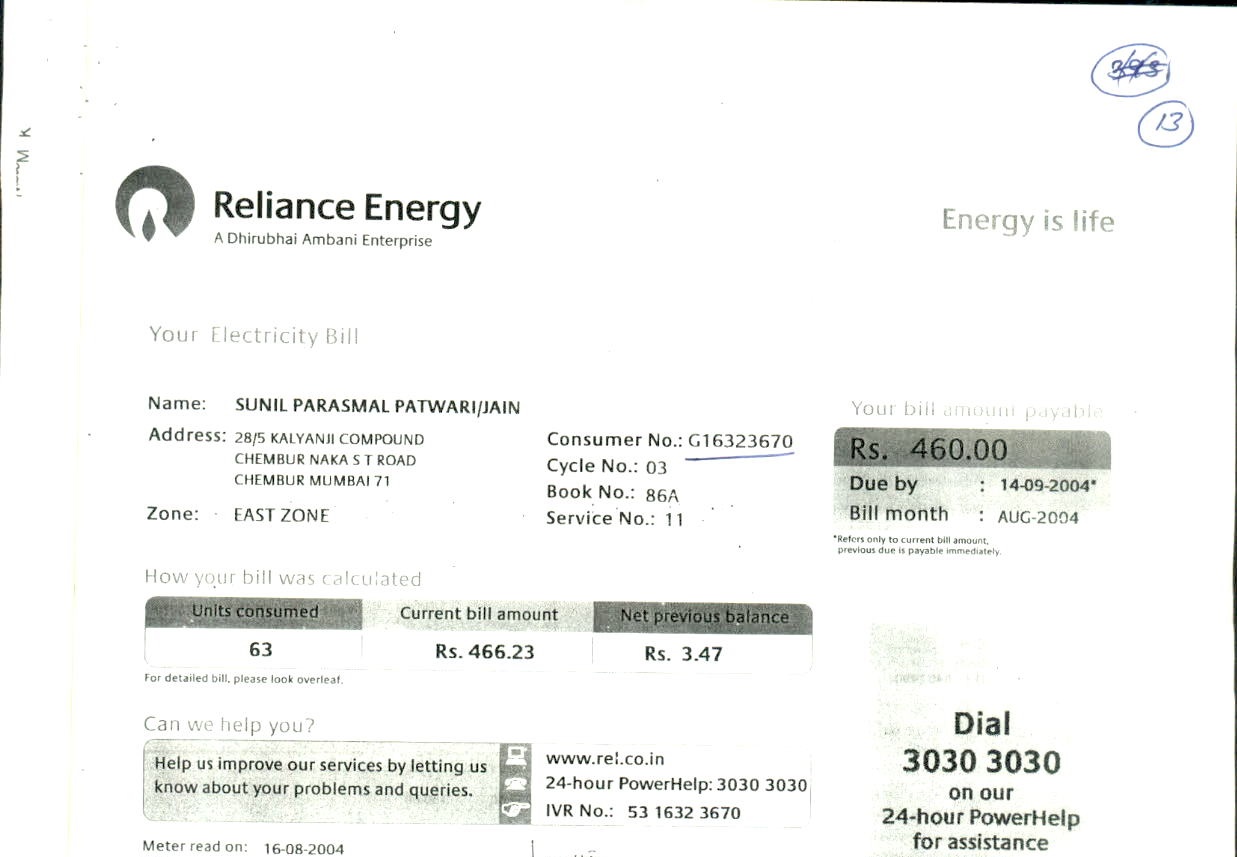 13
Reliance Energy
A Dhirubhai Ambani Enterprise
Energy is life
Your Electricity Bill
Name: SUNIL PARASMAL PATWARI/JAIN
Address: 28/5 KALYANJI COMPOUND
CHEMBUR NAKA S T ROAD
CHEMBUR MUMBAI 71
Zone: EAST ZONE
Consumer No.: G16323670
Cycle No.: 03
Book No.: 86A
Service No.: 11
Your bill amount payable
Rs. 460.00
Due by : 14-09-2004*
Bill month : AUG-2004
*Refers only to current bill amount,
previous due is payable immediately.
How your bill was calculated
Units consumed Current bill amount Net previous balance
63 Rs. 466.23 Rs. 3.47
For detailed bill, please look overleaf.
Can we help you?
Help us improve our services by letting us
know about your problems and queries.
www.rel.co.in
24-hour PowerHelp: 3030 3030
IVR No.: 53 1632 3670
Dial
3030 3030
on our
24-hour PowerHelp
for assistance
Meter read on: 16-08-2004